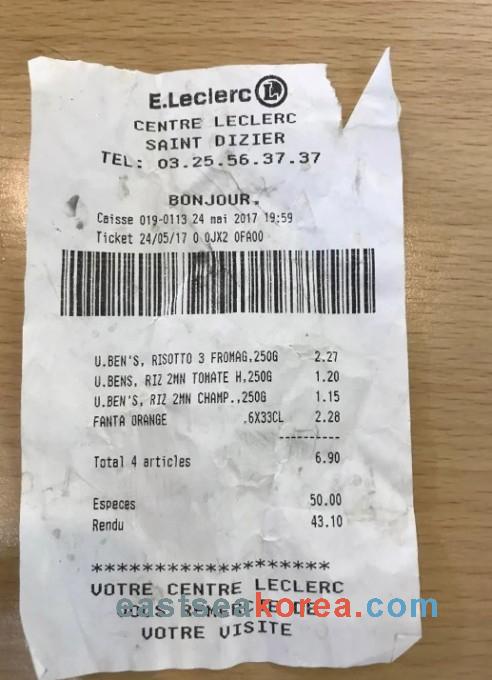 E.Leclerc L
CENTRE LECLERC
SAINT DIZIER
TEL: 03.25.56.37.37
BONJOUR.
Caisse 019-0113 24 mai 2017 19:59
Ticket 24/05/17 0 0JX2 0FA00
U.BEN'S, RISOTTO 3 FROMAG,250G 2.27
U.BENS, RIZ 2MN TOMATE H,250G 1.20
U.BEN'S, RIZ 2MN CHAMP.,250G 1.15
FANTA ORANGE .6X33CL 2.28
----------
Total 4 articles 6.90
Especes 50.00
Rendu 43.10
********************
VOTRE CENTRE LECLERC
VOUS REMERCIE DE
eastseakorea.com
VOTRE VISITE